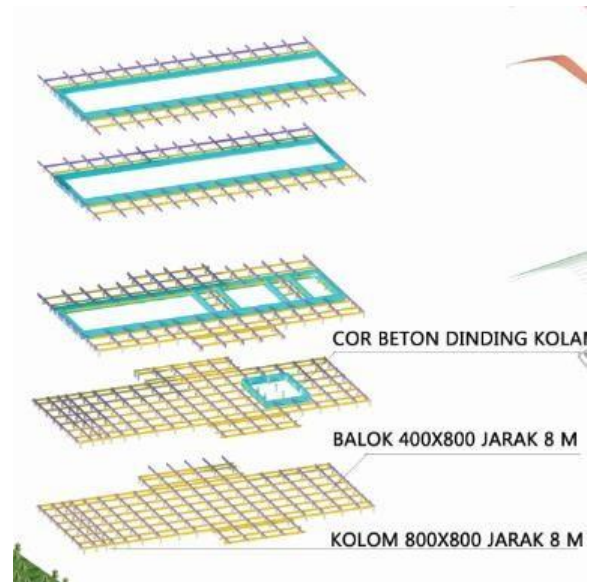 COR BETON DINDING KOLA
BALOK 400X800 JARAK 8 M
KOLOM 800X800 JARAK 8 M